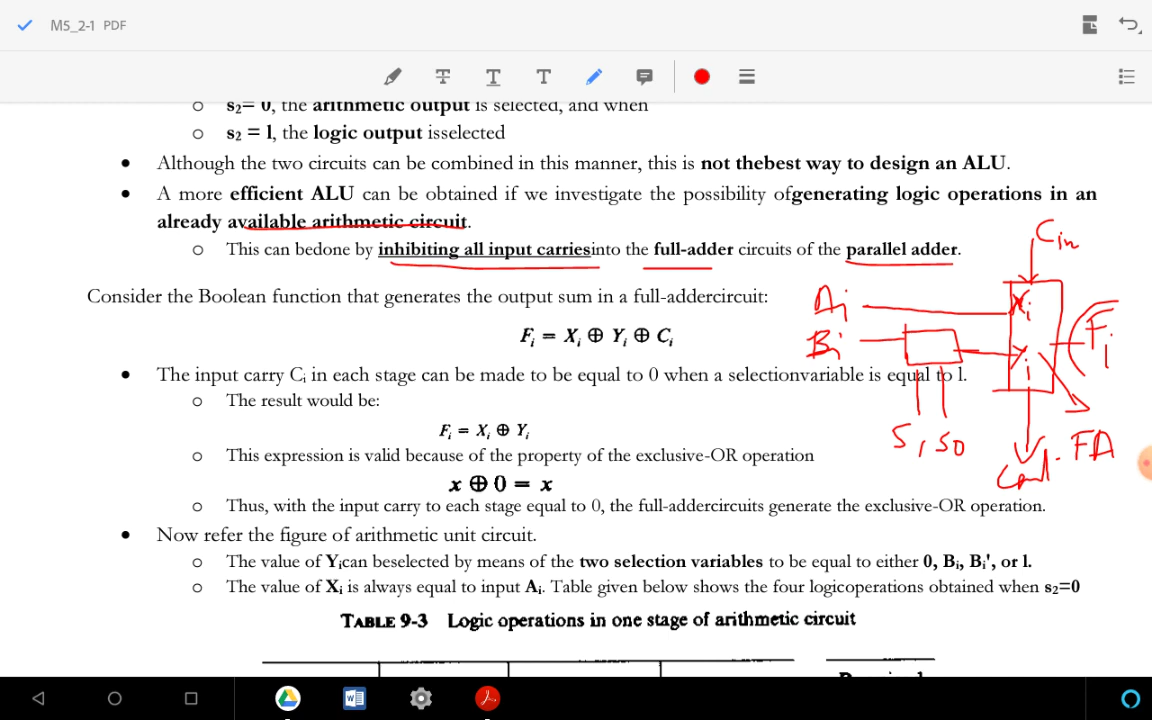 M5_2-1 PDF
T T T
o s₂= 0, the arithmetic output is selected, and when
o s₂ = l, the logic output isselected
• Although the two circuits can be combined in this manner, this is not thebest way to design an ALU.
• A more efficient ALU can be obtained if we investigate the possibility ofgenerating logic operations in an
already available arithmetic circuit.
o This can bedone by inhibiting all input carriesinto the full-adder circuits of the parallel adder.
Cin
Consider the Boolean function that generates the output sum in a full-addercircuit:
Ai Xi
Fi = Xi ⊕ Yi ⊕ Ci
Bi Yi Fi
• The input carry Ci in each stage can be made to be equal to 0 when a selectionvariable is equal to l.
o The result would be:
Fi = Xi ⊕ Yi
S1 S0 FA
o This expression is valid because of the property of the exclusive-OR operation
x ⊕ 0 = x
o Thus, with the input carry to each stage equal to 0, the full-addercircuits generate the exclusive-OR operation.
• Now refer the figure of arithmetic unit circuit.
o The value of Yican beselected by means of the two selection variables to be equal to either 0, Bi, Bi', or l.
o The value of Xi is always equal to input Ai. Table given below shows the four logicoperations obtained when s₂=0
TABLE 9-3 Logic operations in one stage of arithmetic circuit